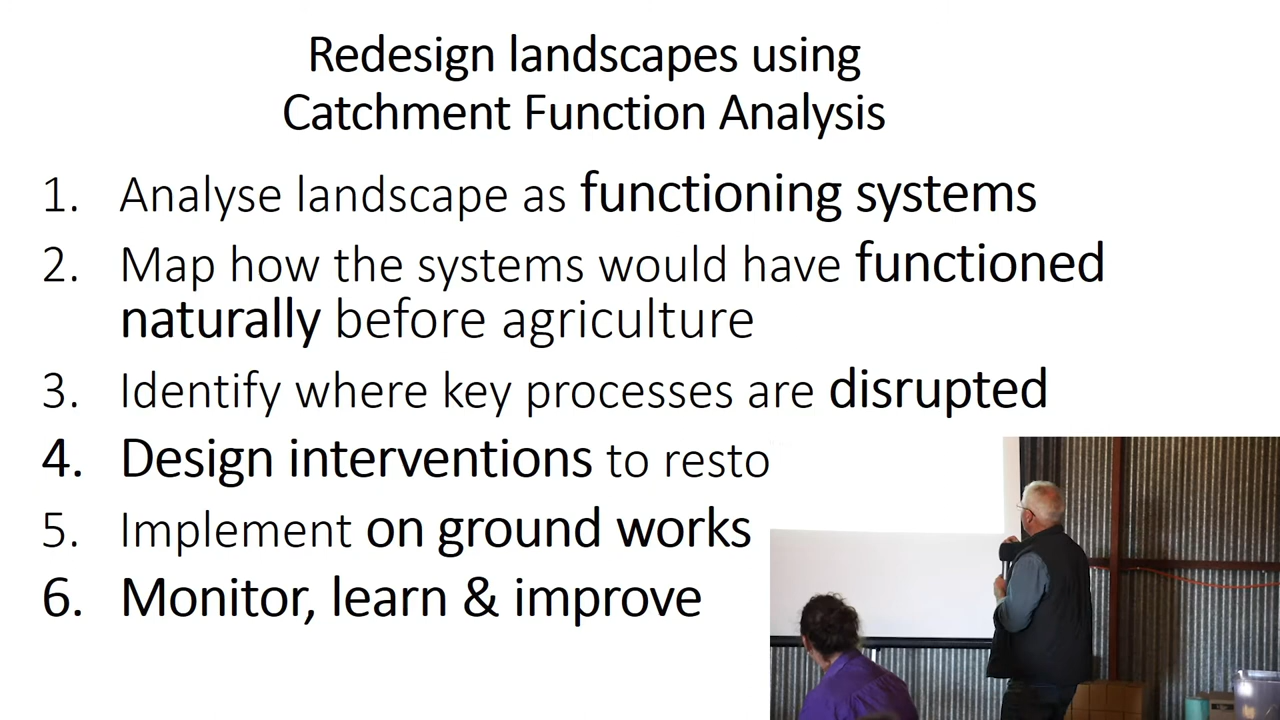 Redesign landscapes using
Catchment Function Analysis
1. Analyse landscape as functioning systems
2. Map how the systems would have functioned
naturally before agriculture
3. Identify where key processes are disrupted
4. Design interventions to resto
5. Implement on ground works
6. Monitor, learn & improve